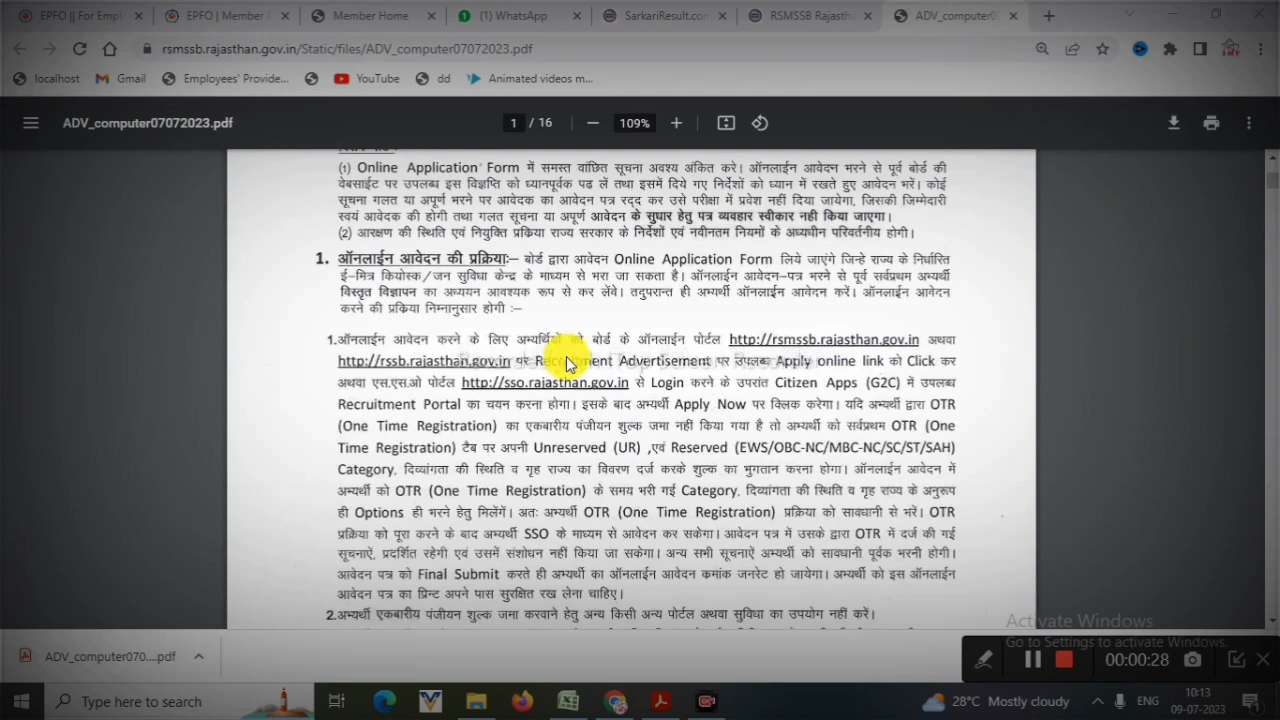 EPFO || For Emplo
EPFO | Member P
Member Home
(1) WhatsApp
SarkariResult.com
RSMSSB Rajasthan
ADV_computer0
rsmssb.rajasthan.gov.in/Static/files/ADV_computer07072023.pdf
localhost
Gmail
Employees' Provide...
YouTube
dd
Animated videos m...
ADV_computer07072023.pdf
1 / 16
109%
(1) Online Application Form में समस्त वांछित सूचना अवश्य अंकित करे। ऑनलाईन आवेदन भरने से पूर्व बोर्ड की
वेबसाईट पर उपलब्ध इस विज्ञप्ति को ध्यानपूर्वक पढ लें तथा इसमें दिये गए निर्देशों को ध्यान में रखते हुए आवेदन भरें। कोई
सूचना गलत या अपूर्ण भरने पर आवेदक का आवेदन पत्र रद्द कर उसे परीक्षा में प्रवेश नहीं दिया जायेगा, जिसकी जिम्मेदारी
स्वयं आवेदक की होगी तथा गलत सूचना या अपूर्ण आवेदन के सुधार हेतु पत्र व्यवहार स्वीकार नही किया जाएगा।
(2) आरक्षण की स्थिति एवं नियुक्ति प्रकिया राज्य सरकार के निर्देशों एवं नवीनतम नियमों के अध्यधीन परिवर्तनीय होगी।
1. ऑनलाईन आवेदन की प्रक्रिया:– बोर्ड द्वारा आवेदन Online Application Form लिये जाएंगे जिन्हे राज्य के निर्धारित
ई–मित्र कियोस्क/जन सुविधा केन्द्र के माध्यम से भरा जा सकता है। ऑनलाईन आवेदन–पत्र भरने से पूर्व सर्वप्रथम अभ्यर्थी
विस्तृत विज्ञापन का अध्ययन आवश्यक रूप से कर लेंवे। तदुपरान्त ही अभ्यर्थी ऑनलाईन आवेदन करें। ऑनलाईन आवेदन
करने की प्रक्रिया निम्नानुसार होगी :–
1.ऑनलाईन आवेदन करने के लिए अभ्यर्थियों को बोर्ड के ऑनलाईन पोर्टल http://rsmssb.rajasthan.gov.in अथवा
http://rssb.rajasthan.gov.in पर Recruitment Advertisement पर उपलब्ध Apply online link को Click कर
अथवा एस.एस.ओ पोर्टल http://sso.rajasthan.gov.in से Login करने के उपरांत Citizen Apps (G2C) में उपलब्ध
Recruitment Portal का चयन करना होगा। इसके बाद अभ्यर्थी Apply Now पर क्लिक करेगा। यदि अभ्यर्थी द्वारा OTR
(One Time Registration) का एकबारीय पंजीयन शुल्क जमा नहीं किया गया है तो अभ्यर्थी को सर्वप्रथम OTR (One
Time Registration) टैब पर अपनी Unreserved (UR) ,एवं Reserved (EWS/OBC-NC/MBC-NC/SC/ST/SAH)
Category, दिव्यांगता की स्थिति व गृह राज्य का विवरण दर्ज करके शुल्क का भुगतान करना होगा। ऑनलाईन आवेदन में
अभ्यर्थी को OTR (One Time Registration) के समय भरी गई Category, दिव्यांगता की स्थिति व गृह राज्य के अनुरूप
ही Options ही भरने हेतु मिलेंगें। अतः अभ्यर्थी OTR (One Time Registration) प्रक्रिया को सावधानी से भरें। OTR
प्रक्रिया को पूरा करने के बाद अभ्यर्थी SSO के माध्यम से आवेदन कर सकेगा। आवेदन पत्र में उसके द्वारा OTR में दर्ज की गई
सूचनाऐं, प्रदर्शित रहेगी एवं उसमें संशोधन नहीं किया जा सकेगा। अन्य सभी सूचनाऐं अभ्यर्थी को सावधानी पूर्वक भरनी होगी।
आवेदन पत्र को Final Submit करते ही अभ्यर्थी का ऑनलाईन आवेदन कमांक जनरेट हो जायेगा। अभ्यर्थी को इस ऑनलाईन
आवेदन पत्र का प्रिन्ट अपने पास सुरक्षित रख लेना चाहिए।
2.अभ्यर्थी एकबारीय पंजीयन शुल्क जमा करवाने हेतु अन्य किसी अन्य पोर्टल अथवा सुविधा का उपयोग नहीं करें।
Activate Windows
Go to Settings to activate Windows.
ADV_computer070....pdf
00:00:28
Type here to search
28°C Mostly cloudy
ENG
10:13
09-07-2023